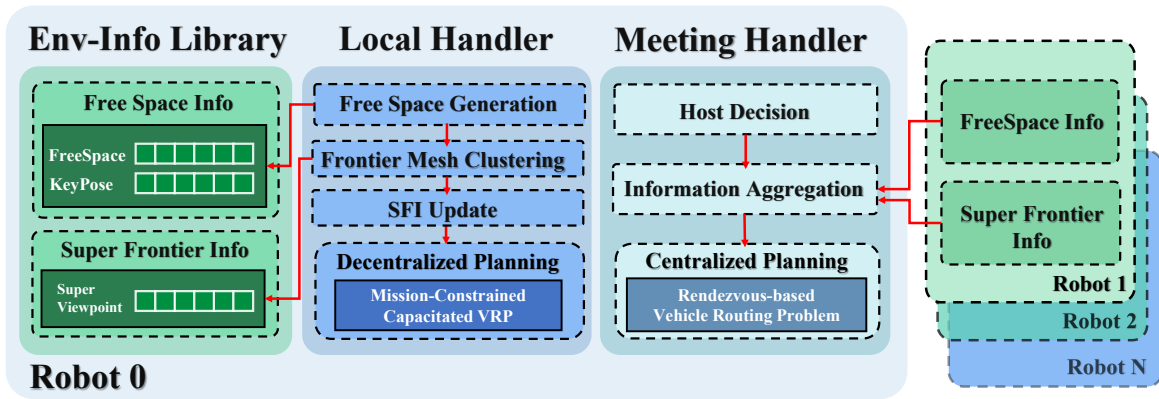 Env-Info Library
Free Space Info
FreeSpace
KeyPose
Super Frontier Info
Super
Viewpoint
Local Handler
Free Space Generation
Frontier Mesh Clustering
SFI Update
Decentralized Planning
Mission-Constrained
Capacitated VRP
Meeting Handler
Host Decision
Information Aggregation
Centralized Planning
Rendezvous-based
Vehicle Routing Problem
Robot 0
FreeSpace Info
Super Frontier
Info
Robot 1
Robot 2
Robot N